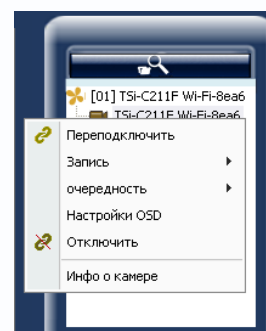 [01] TSi-C211F Wi-Fi-8ea6
TSi-C211F Wi-Fi-8ea6
Переподключить
Запись
очередность
Настройки OSD
Отключить
Инфо о камере